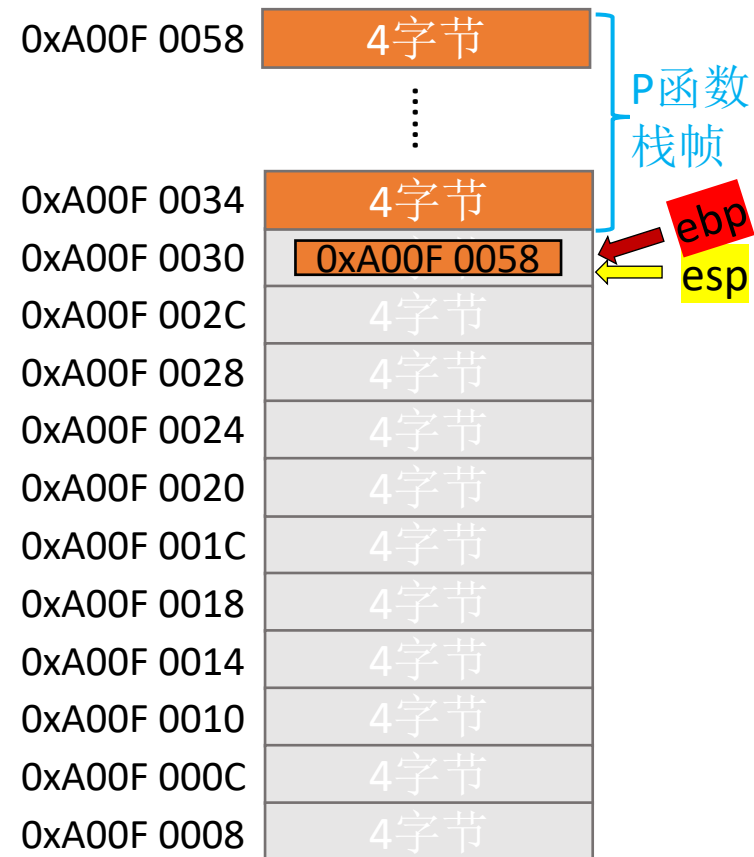 0xA00F 0058 4字节
……
P函数
栈帧
0xA00F 0034 4字节
ebp
0xA00F 0030 0xA00F 0058
esp
0xA00F 002C 4字节
0xA00F 0028 4字节
0xA00F 0024 4字节
0xA00F 0020 4字节
0xA00F 001C 4字节
0xA00F 0018 4字节
0xA00F 0014 4字节
0xA00F 0010 4字节
0xA00F 000C 4字节
0xA00F 0008 4字节